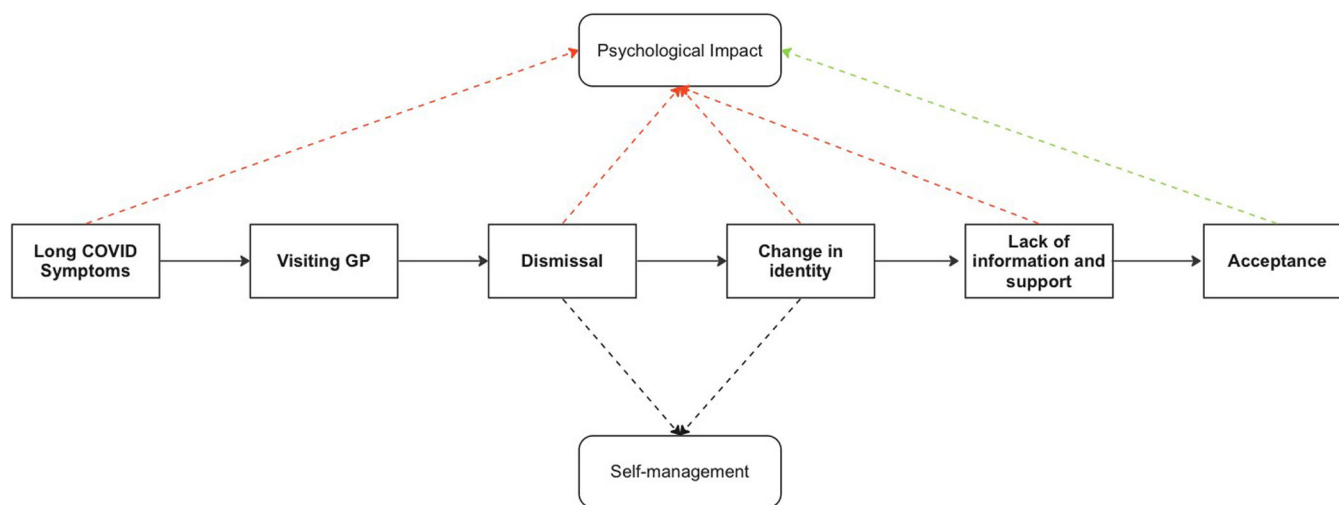 Psychological Impact
Long COVID
Symptoms
Visiting GP
Dismissal
Change in
identity
Lack of
information and
support
Acceptance
Self-management